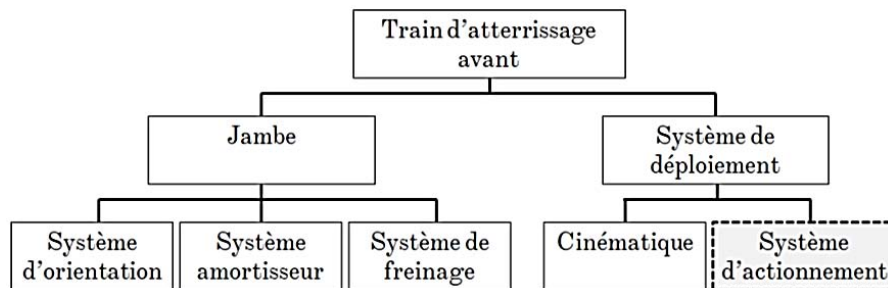 Train d'atterrissage
avant
Jambe
Système de
déploiement
Système
d'orientation
Système
amortisseur
Système de
freinage
Cinématique
Système
d'actionnement